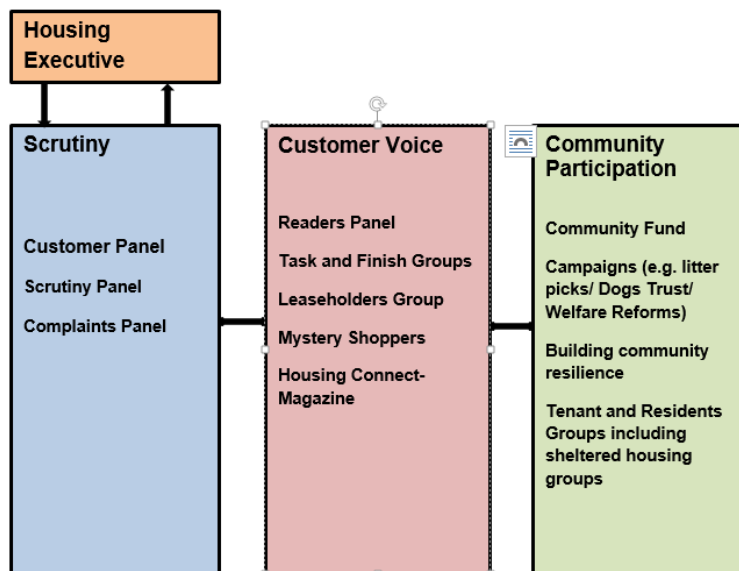 Housing
Executive
Scrutiny
Customer Panel
Scrutiny Panel
Complaints Panel
Customer Voice
Readers Panel
Task and Finish Groups
Leaseholders Group
Mystery Shoppers
Housing Connect-
Magazine
Community
Participation
Community Fund
Campaigns (e.g. litter
picks/ Dogs Trust/
Welfare Reforms)
Building community
resilience
Tenant and Residents
Groups including
sheltered housing
groups